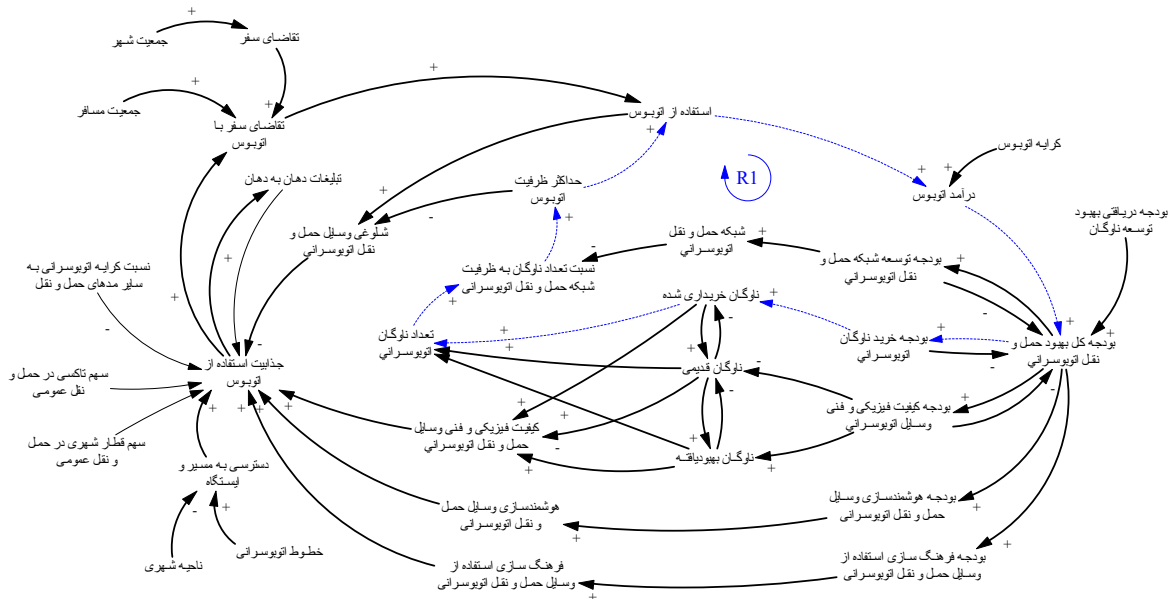 تقاضای سفر
جمعیت شهر
جمعیت مسافر
تقاضای سفر با
اتوبوس
استفاده از اتوبوس
کرایه اتوبوس
R1
تبلیغات دهان به دهان
حداکثر ظرفیت
اتوبوس
درآمد اتوبوس
بودجه دریافتی بهبود
توسعه ناوگان
شلوغی وسایل حمل و
نقل اتوبوسرانی
شبکه حمل و نقل
اتوبوسرانی
بودجه توسعه شبکه حمل و
نقل اتوبوسرانی
نسبت کرایه اتوبوسرانی به
سایر مدهای حمل و نقل
نسبت تعداد ناوگان به ظرفیت
شبکه حمل و نقل اتوبوسرانی
ناوگان خریداری شده
تعداد ناوگان
اتوبوسرانی
بودجه خرید ناوگان
اتوبوسرانی
بودجه کل بهبود حمل و
نقل اتوبوسرانی
جذابیت استفاده از
اتوبوس
ناوگان قدیمی
سهم تاکسی در حمل و
نقل عمومی
بودجه کیفیت فیزیکی و فنی
وسایل اتوبوسرانی
کیفیت فیزیکی و فنی وسایل
حمل و نقل اتوبوسرانی
سهم قطار شهری در حمل
و نقل عمومی
ناوگان بهبودیافته
دسترسی به مسیر و
ایستگاه
هوشمندسازی وسایل حمل
و نقل اتوبوسرانی
بودجه هوشمندسازی وسایل
حمل و نقل اتوبوسرانی
خطوط اتوبوسرانی
ناحیه شهری
فرهنگ سازی استفاده از
وسایل حمل و نقل اتوبوسرانی
بودجه فرهنگ سازی استفاده از
وسایل حمل و نقل اتوبوسرانی